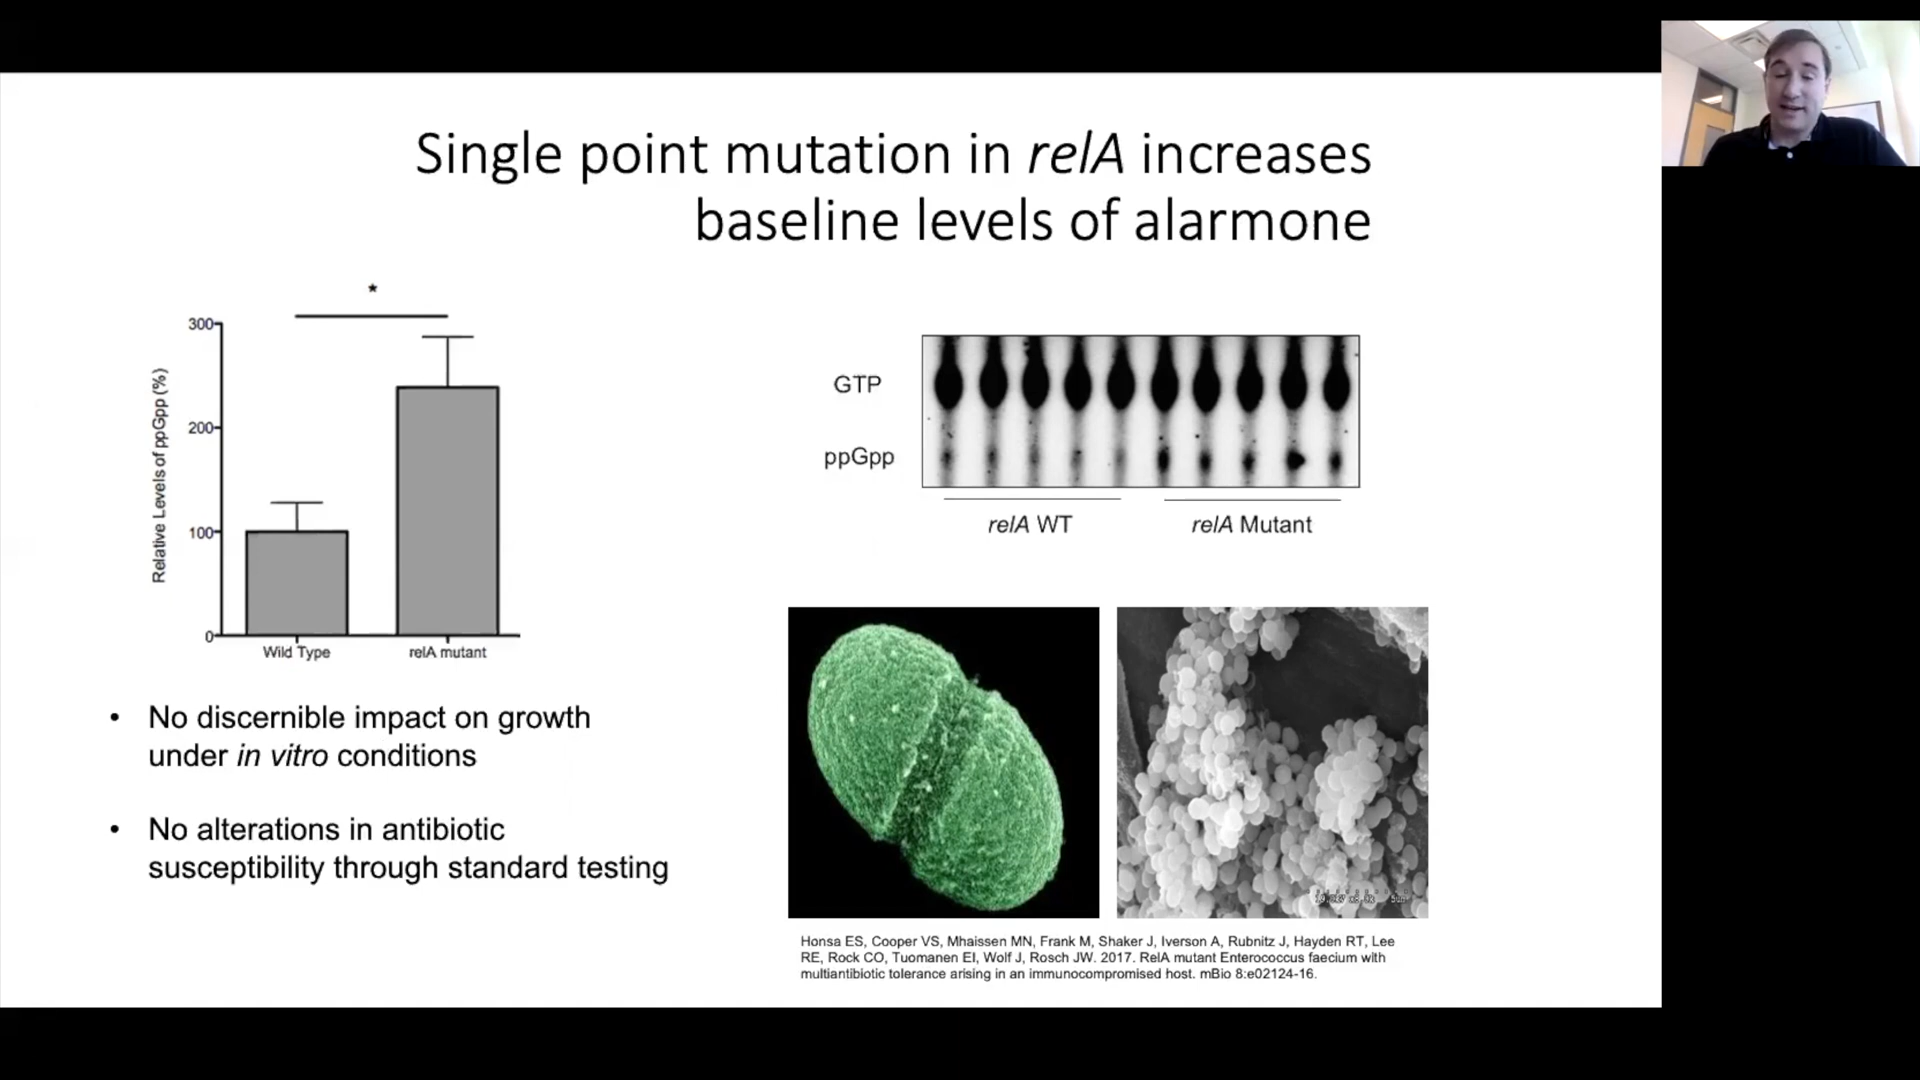 Single point mutation in relA increases
baseline levels of alarmone
*
300
200
100
0
Relative Levels of ppGpp (%)
Wild Type
relA mutant
GTP
ppGpp
relA WT
relA Mutant
• No discernible impact on growth
under in vitro conditions
• No alterations in antibiotic
susceptibility through standard testing
Honsa ES, Cooper VS, Mhaissen MN, Frank M, Shaker J, Iverson A, Rubnitz J, Hayden RT, Lee
RE, Rock CO, Tuomanen EI, Wolf J, Rosch JW. 2017. RelA mutant Enterococcus faecium with
multiantibiotic tolerance arising in an immunocompromised host. mBio 8:e02124-16.